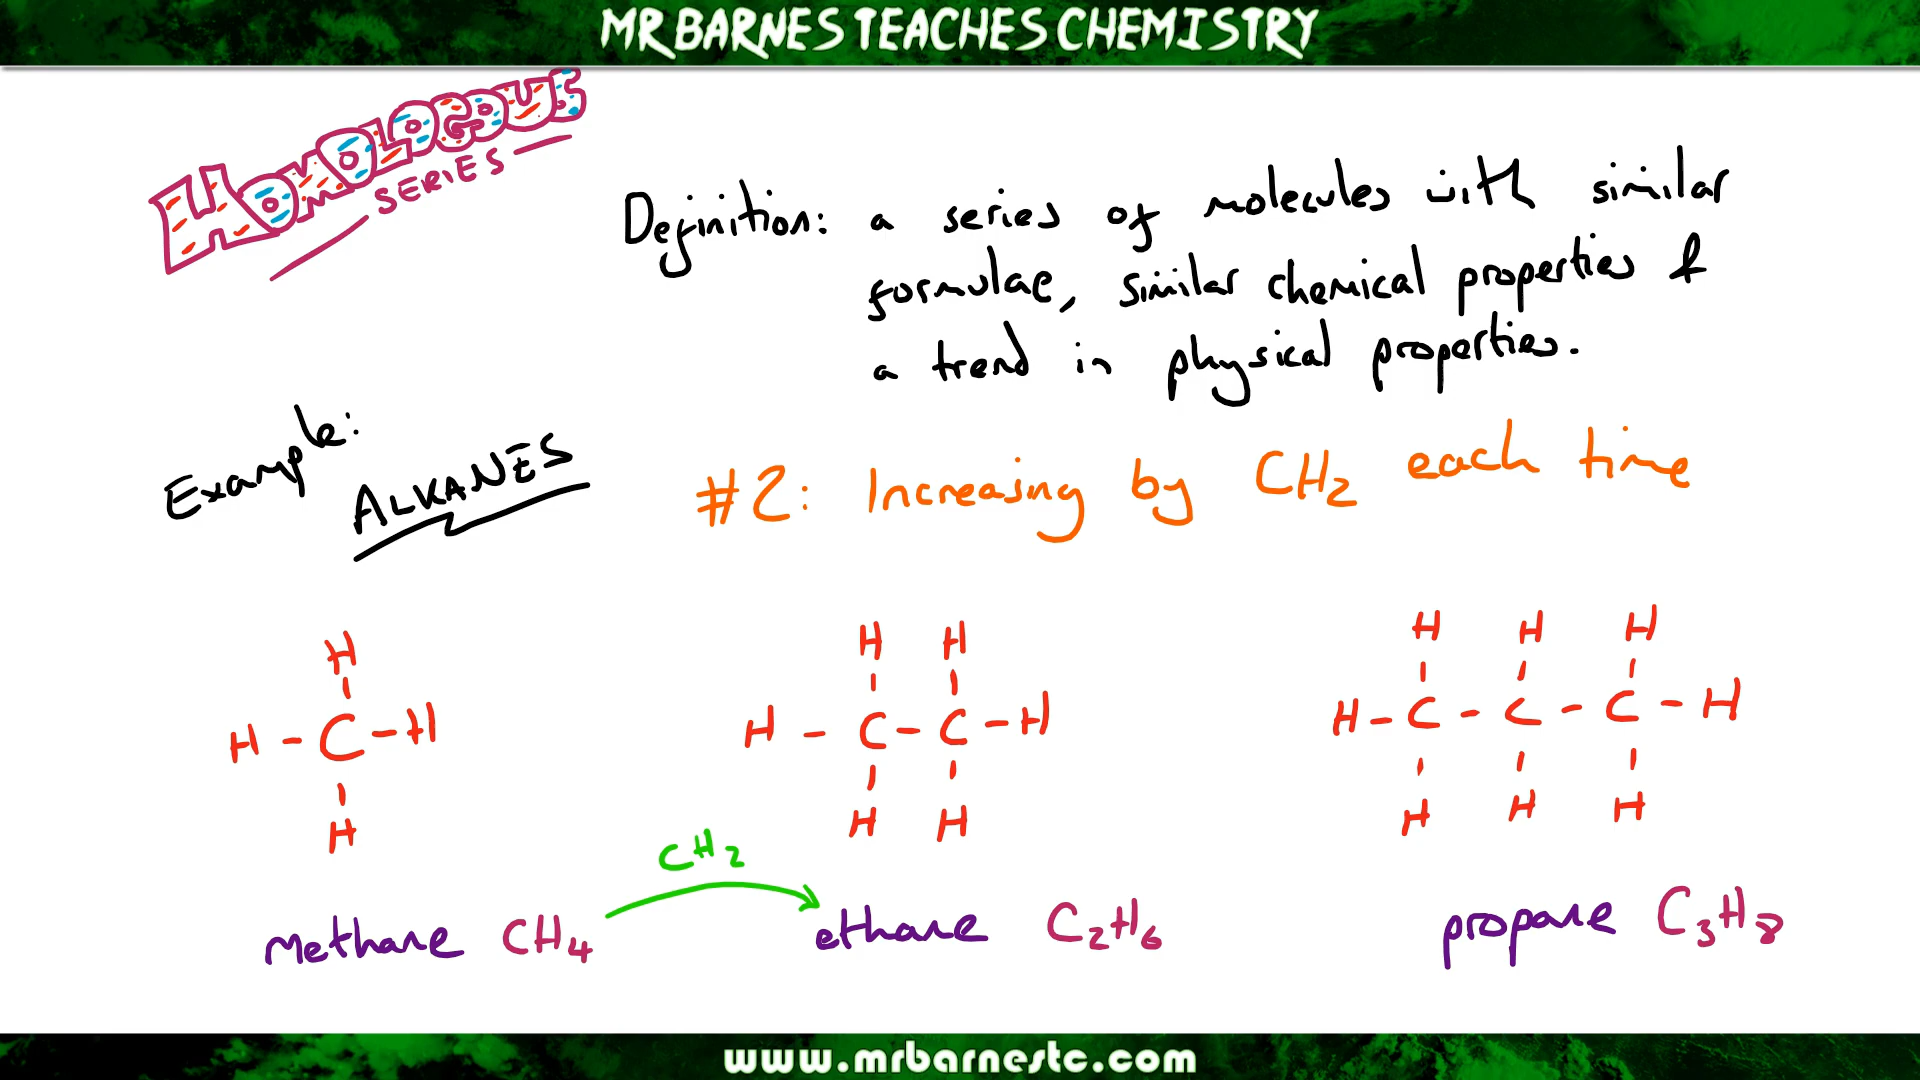 MR BARNES TEACHES CHEMISTRY
HOMOLOGOUS
SERIES
Definition: a series of molecules with similar
formulae, similar chemical properties &
a trend in physical properties.
Example:
ALKANES
#2: Increasing by CH₂ each time
H
H - C - H
H
H H
H - C - C - H
H H
H H H
H - C - C - C - H
H H H
CH₂
methane CH₄
ethane C₂H₆
propane C₃H₈
www.mrbarnestc.com